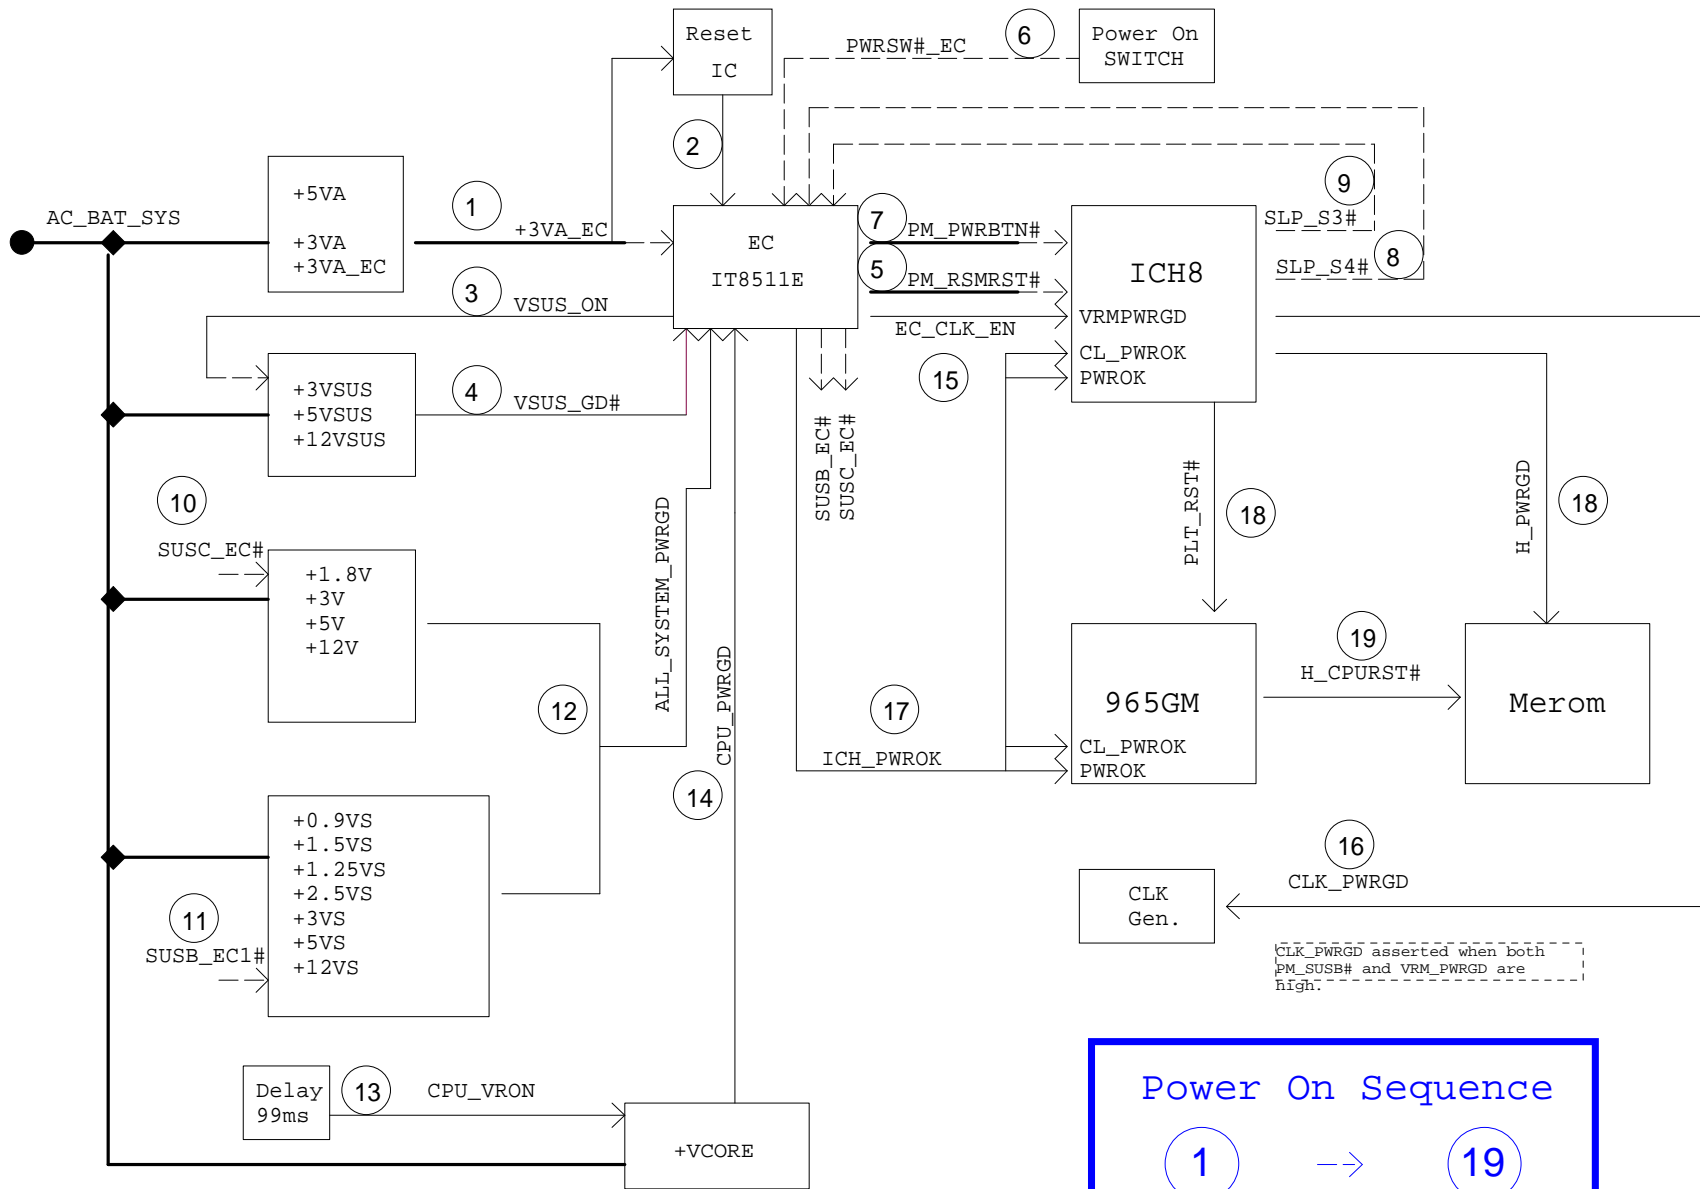 Reset
IC
2
PWRSW#_EC
6
Power On
SWITCH
AC_BAT_SYS
+5VA
+3VA
+3VA_EC
1
+3VA_EC
EC
IT8511E
7
PM_PWRBTN#
5
PM_RSMRST#
EC_CLK_EN
15
ICH8
VRMPWRGD
CL_PWROK
PWROK
9
SLP_S3#
SLP_S4#
8
3
VSUS_ON
+3VSUS
+5VSUS
+12VSUS
4
VSUS_GD#
SUSB_EC#
SUSC_EC#
10
SUSC_EC#
+1.8V
+3V
+5V
+12V
12
ALL_SYSTEM_PWRGD
CPU_PWRGD
14
17
ICH_PWROK
PLT_RST#
18
H_PWRGD
18
965GM
CL_PWROK
PWROK
19
H_CPURST#
Merom
+0.9VS
+1.5VS
+1.25VS
+2.5VS
+3VS
+5VS
+12VS
11
SUSB_EC1#
CLK
Gen.
16
CLK_PWRGD
CLK_PWRGD asserted when both
PM_SUSB# and VRM_PWRGD are
high.
Delay
99ms
13
CPU_VRON
+VCORE
Power On Sequence
1
19